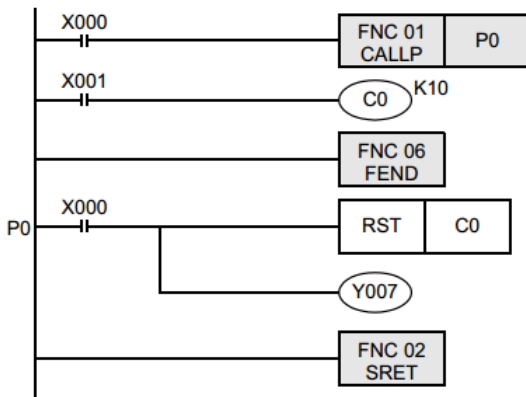 X000
FNC 01
CALLP
P0
X001
C0
K10
FNC 06
FEND
P0
X000
RST
C0
Y007
FNC 02
SRET